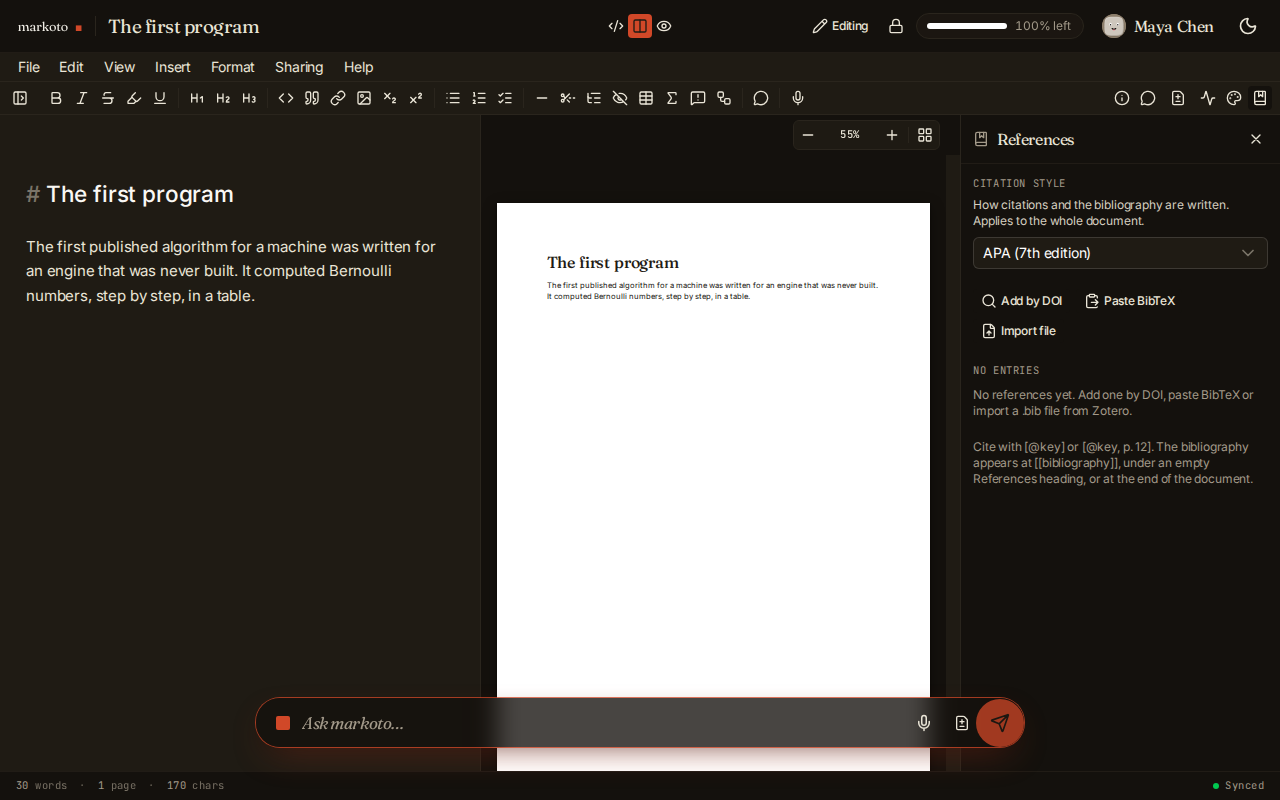 markoto
The first program
Editing
100% left
Maya Chen
File Edit View Insert Format Sharing Help
H1 H2 H3
55%
# The first program
The first published algorithm for a machine was written for
an engine that was never built. It computed Bernoulli
numbers, step by step, in a table.
The first program
The first published algorithm for a machine was written for an engine that was never built.
It computed Bernoulli numbers, step by step, in a table.
References
CITATION STYLE
How citations and the bibliography are written.
Applies to the whole document.
APA (7th edition)
Add by DOI
Paste BibTeX
Import file
NO ENTRIES
No references yet. Add one by DOI, paste BibTeX or
import a .bib file from Zotero.
Cite with [@key] or [@key, p. 12]. The bibliography
appears at [[bibliography]], under an empty
References heading, or at the end of the document.
Ask markoto...
30 words · 1 page · 170 chars
Synced